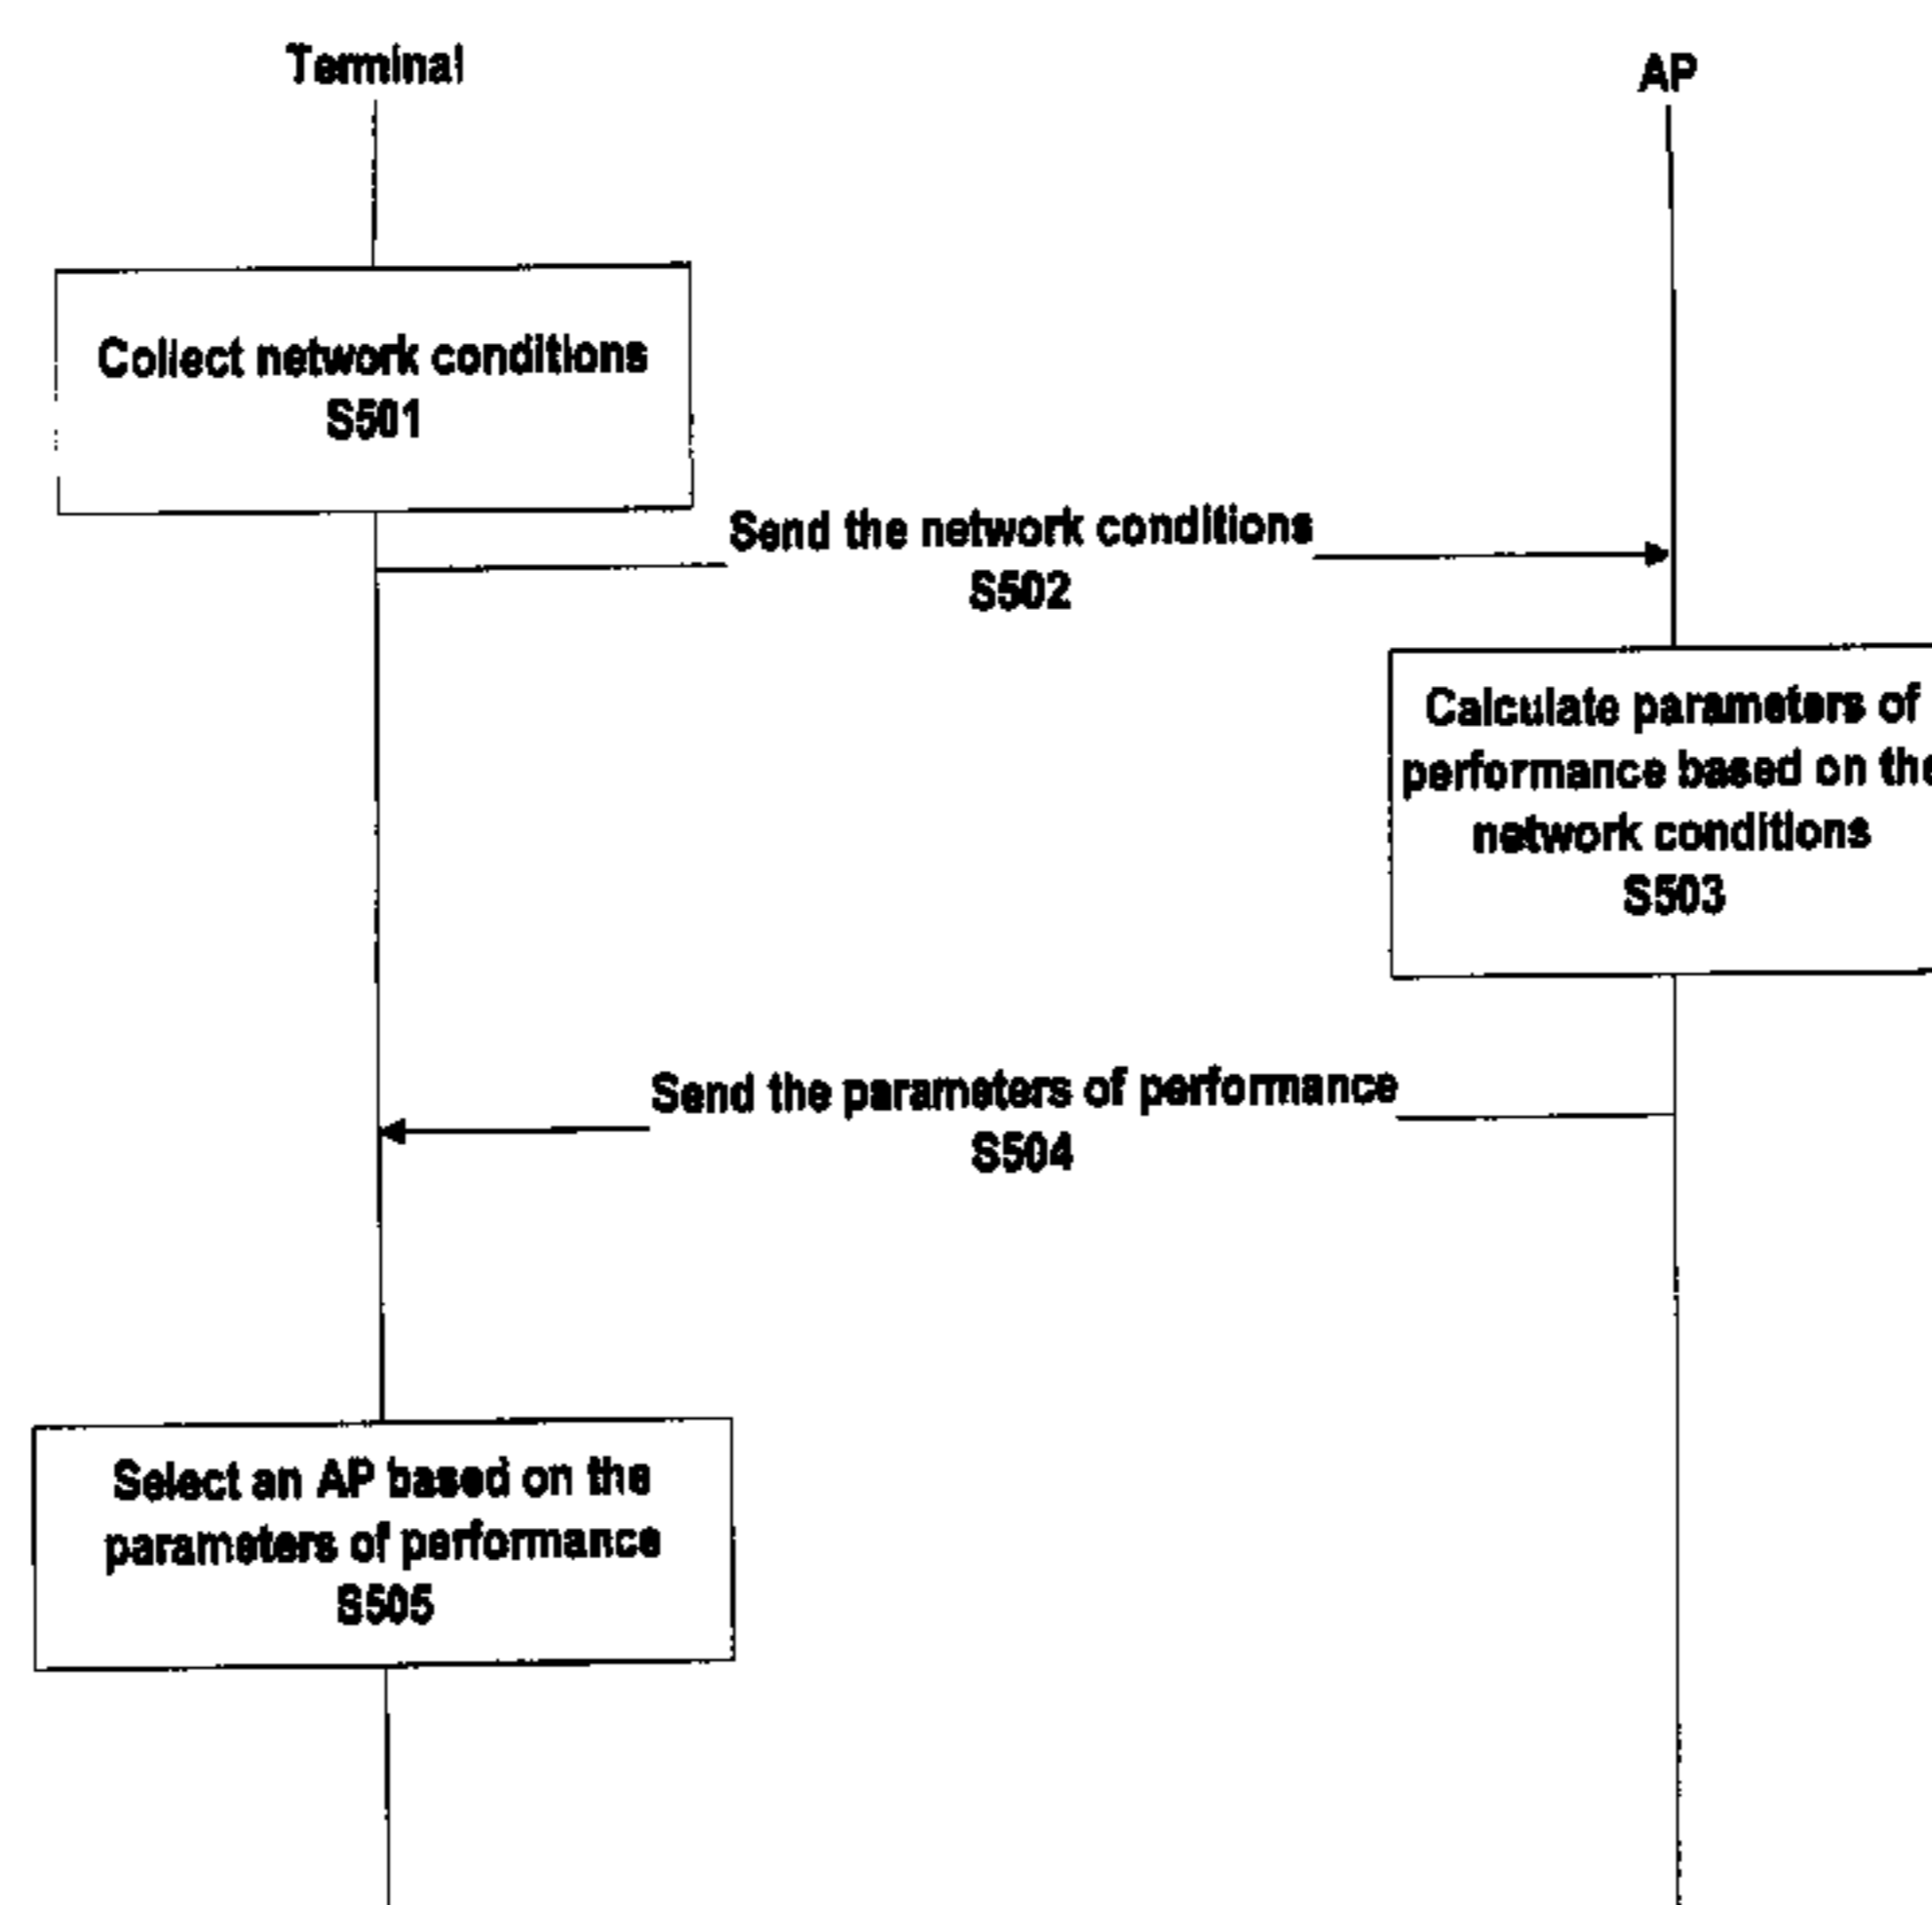 Terminal
AP
Collect network conditions
S501
Send the network conditions
S502
Calculate parameters of
performance based on the
network conditions
S503
Send the parameters of performance
S504
Select an AP based on the
parameters of performance
S505